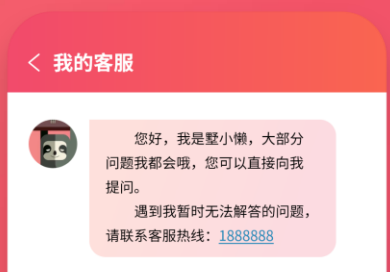 我的客服
您好，我是墅小懒，大部分
问题我都会哦，您可以直接向我
提问。
遇到我暂时无法解答的问题，
请联系客服热线：1888888